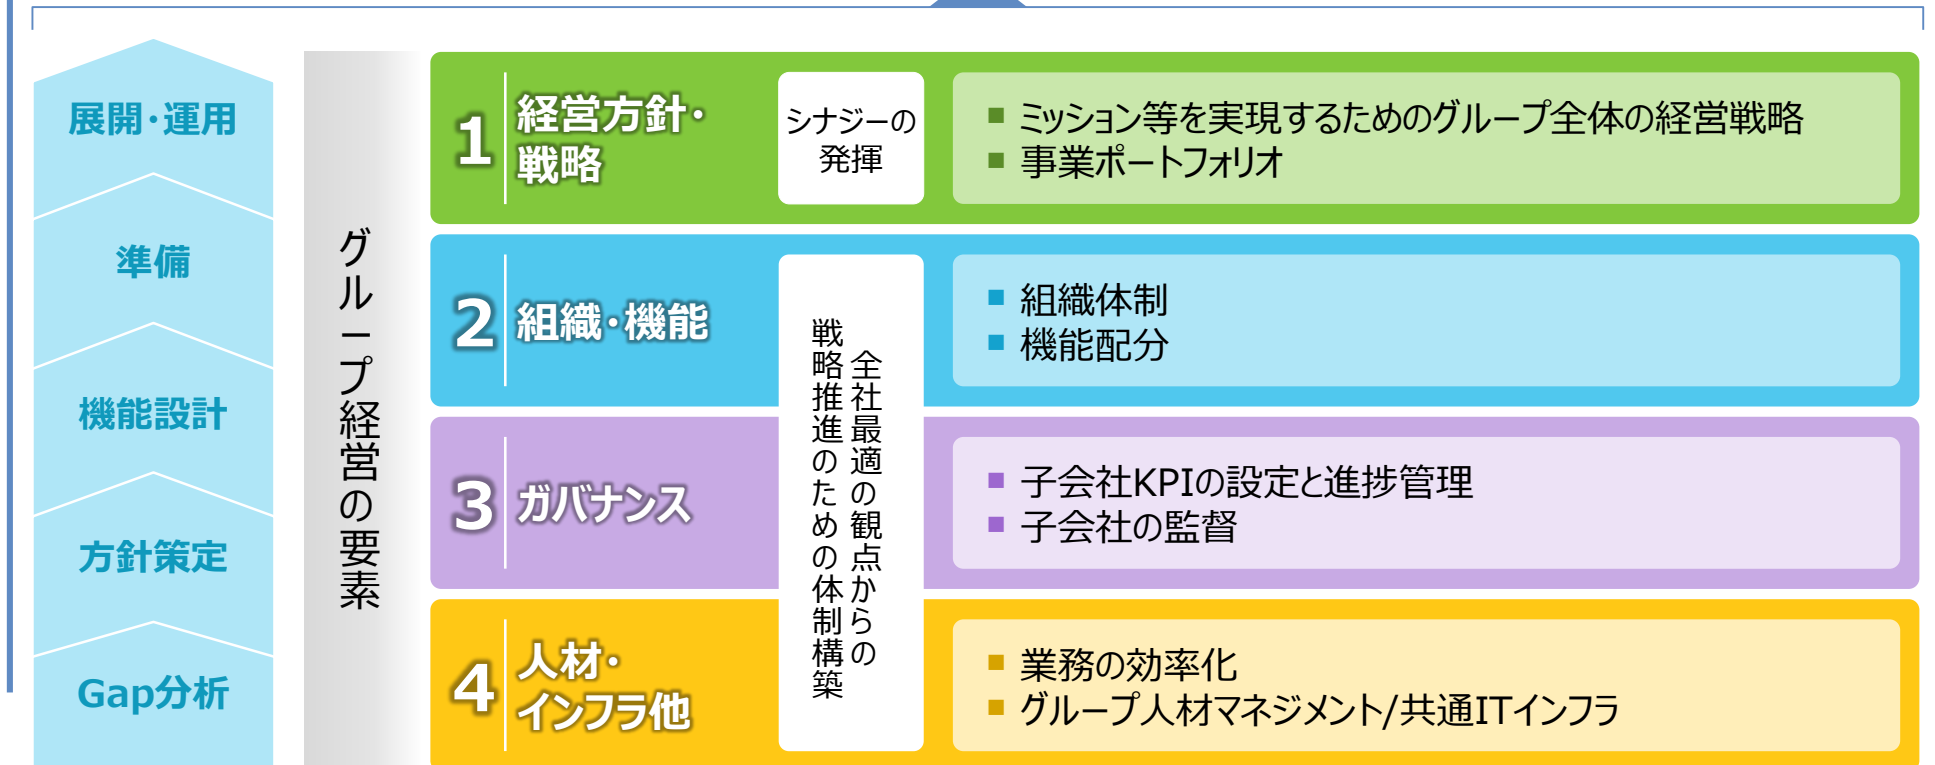 展開・運用
準備
機能設計
方針策定
Gap分析
グループ経営の要素
1
経営方針・
戦略
シナジーの
発揮
■ ミッション等を実現するためのグループ全体の経営戦略
■ 事業ポートフォリオ
2
組織・機能
全社最適の観点からの
戦略推進のための体制構築
■ 組織体制
■ 機能配分
3
ガバナンス
■ 子会社KPIの設定と進捗管理
■ 子会社の監督
4
人材・
インフラ他
■ 業務の効率化
■ グループ人材マネジメント/共通ITインフラ